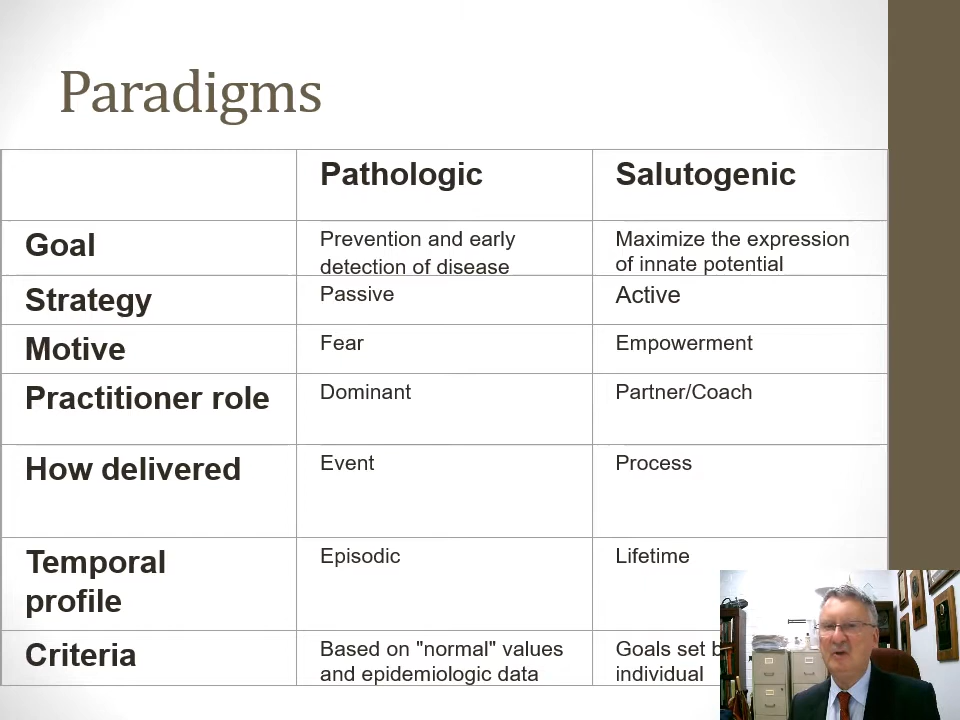 Paradigms
Pathologic
Salutogenic
Goal
Prevention and early
detection of disease
Maximize the expression
of innate potential
Strategy
Passive
Active
Motive
Fear
Empowerment
Practitioner role
Dominant
Partner/Coach
How delivered
Event
Process
Temporal
profile
Episodic
Lifetime
Criteria
Based on "normal" values
and epidemiologic data
Goals set
individual